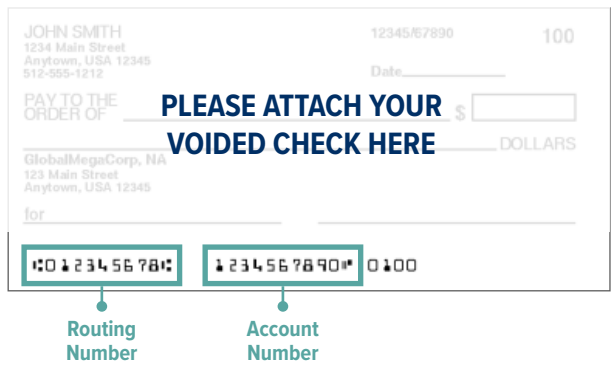 JOHN SMITH
1234 Main Street
Anytown, USA 12345
512-555-1212
12345/67890
100
Date
PAY TO THE
ORDER OF
$
PLEASE ATTACH YOUR
VOIDED CHECK HERE
DOLLARS
GlobalMegaCorp, NA
123 Main Street
Anytown, USA 12345
for
⑆012345678⑆ 1234567890⑈ 0100
Routing
Number
Account
Number